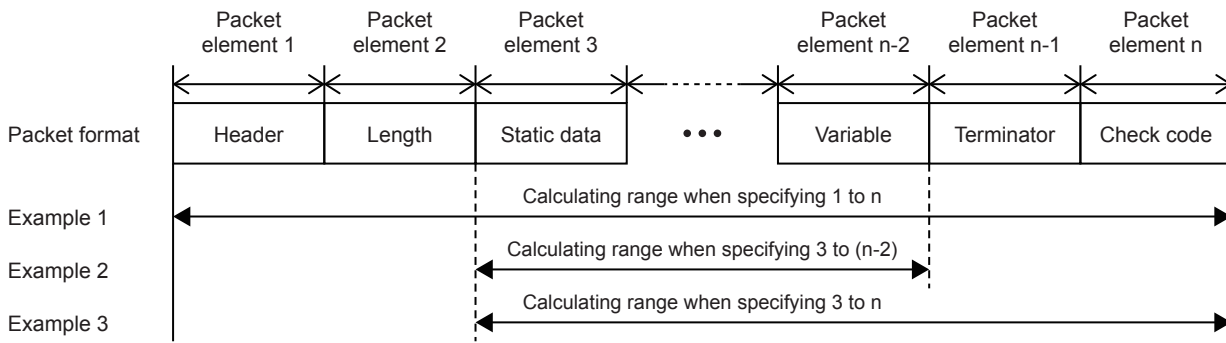 Packet element 1
Packet element 2
Packet element 3
Packet element n-2
Packet element n-1
Packet element n
Packet format
Header
Length
Static data
•••
Variable
Terminator
Check code
Example 1
Calculating range when specifying 1 to n
Example 2
Calculating range when specifying 3 to (n-2)
Example 3
Calculating range when specifying 3 to n